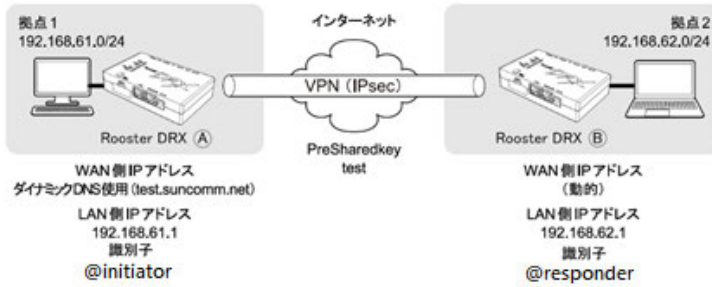 拠点1
192.168.61.0/24
インターネット
拠点2
192.168.62.0/24
VPN（IPsec）
Rooster DRX Ⓐ
PreSharedkey
test
Rooster DRX Ⓑ
WAN側IPアドレス
ダイナミックDNS使用（test.suncomm.net）
LAN側IPアドレス
192.168.61.1
識別子
@initiator
WAN側IPアドレス
（動的）
LAN側IPアドレス
192.168.62.1
識別子
@responder